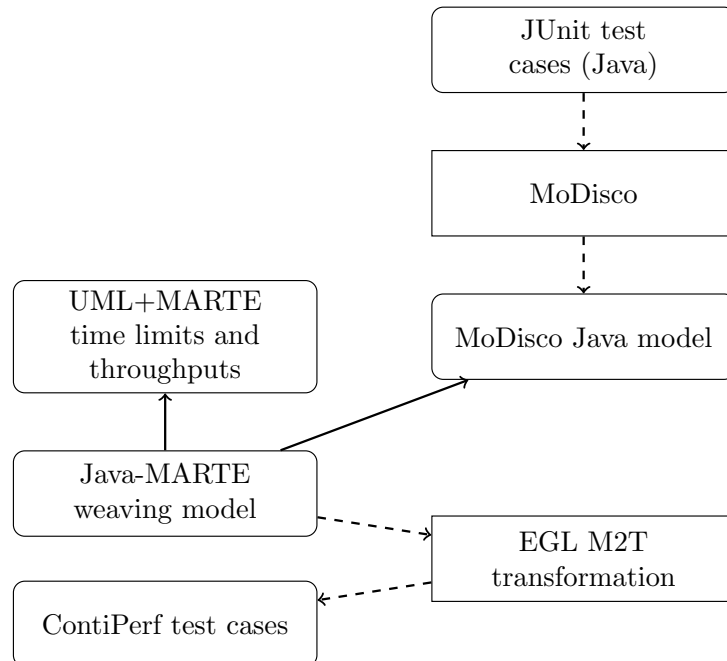 JUnit test
cases (Java)
MoDisco
UML+MARTE
time limits and
throughputs
MoDisco Java model
Java-MARTE
weaving model
EGL M2T
transformation
ContiPerf test cases